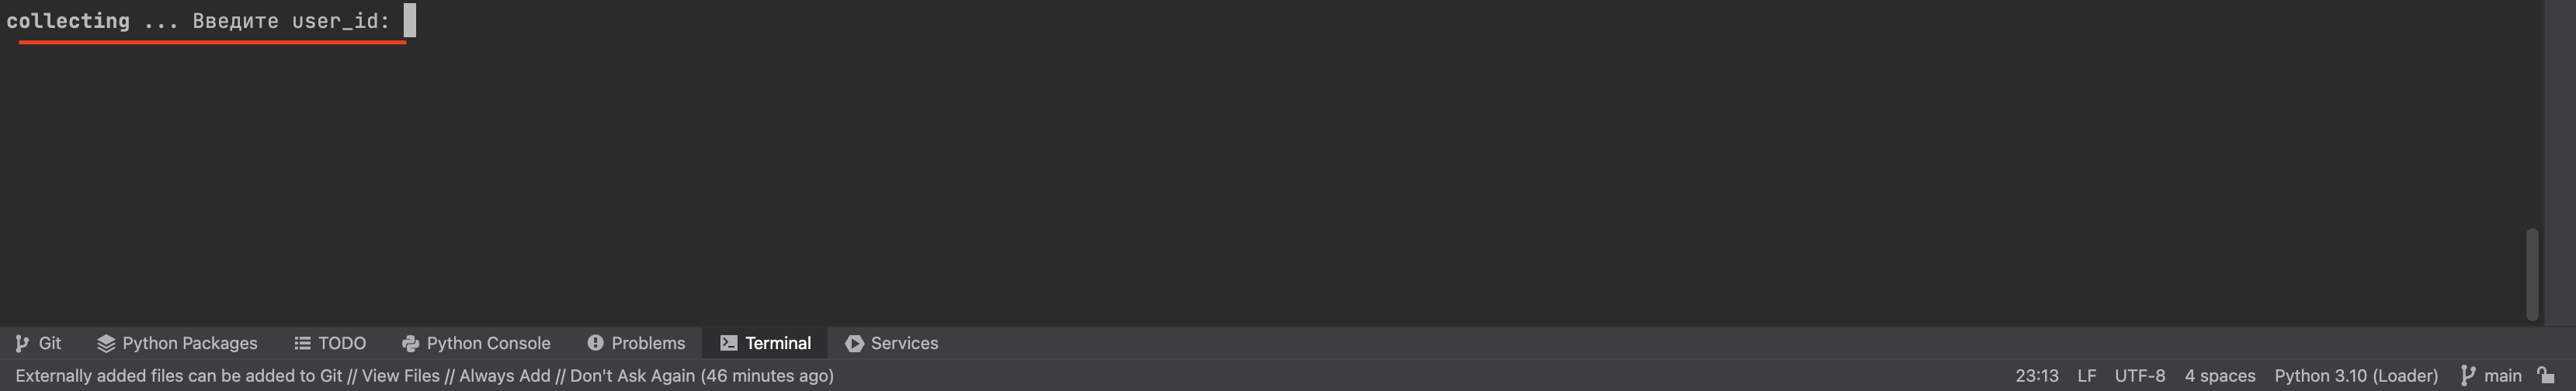 collecting ... Введите user_id:
Git Python Packages TODO Python Console Problems Terminal Services
Externally added files can be added to Git // View Files // Always Add // Don't Ask Again (46 minutes ago) 23:13 LF UTF-8 4 spaces Python 3.10 (Loader) main